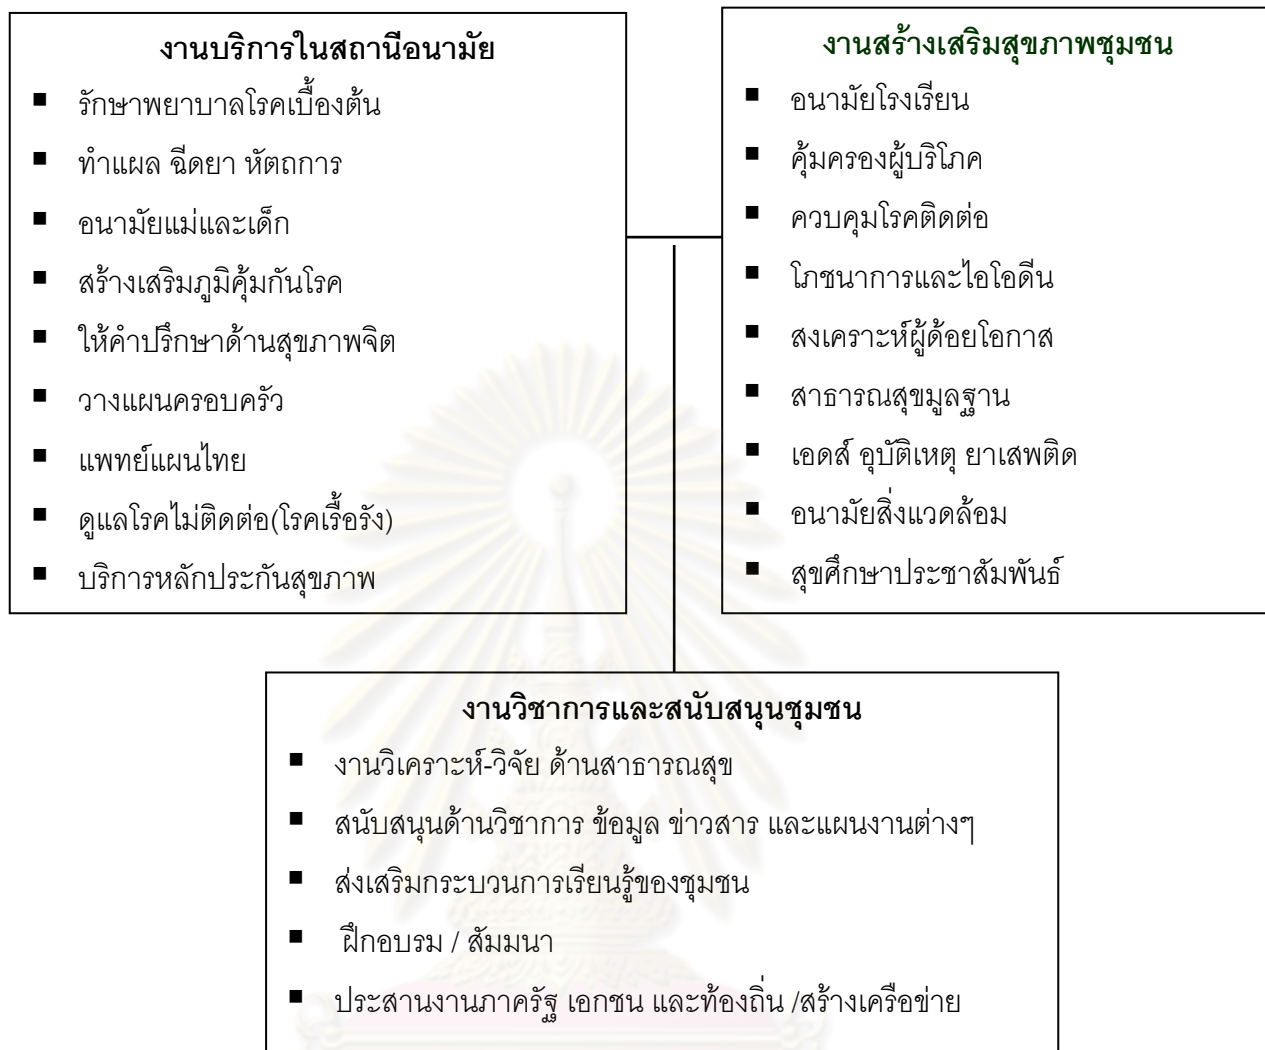 งานบริการในสถานีอนามัย
▪ รักษาพยาบาลโรคเบื้องต้น
▪ ทำแผล ฉีดยา หัตถการ
▪ อนามัยแม่และเด็ก
▪ สร้างเสริมภูมิคุ้มกันโรค
▪ ให้คำปรึกษาด้านสุขภาพจิต
▪ วางแผนครอบครัว
▪ แพทย์แผนไทย
▪ ดูแลโรคไม่ติดต่อ(โรคเรื้อรัง)
▪ บริการหลักประกันสุขภาพ
งานสร้างเสริมสุขภาพชุมชน
▪ อนามัยโรงเรียน
▪ คุ้มครองผู้บริโภค
▪ ควบคุมโรคติดต่อ
▪ โภชนาการและไอโอดีน
▪ สงเคราะห์ผู้ด้อยโอกาส
▪ สาธารณสุขมูลฐาน
▪ เอดส์ อุบัติเหตุ ยาเสพติด
▪ อนามัยสิ่งแวดล้อม
▪ สุขศึกษาประชาสัมพันธ์
งานวิชาการและสนับสนุนชุมชน
▪ งานวิเคราะห์-วิจัย ด้านสาธารณสุข
▪ สนับสนุนด้านวิชาการ ข้อมูล ข่าวสาร และแผนงานต่างๆ
▪ ส่งเสริมกระบวนการเรียนรู้ของชุมชน
▪ ฝึกอบรม / สัมมนา
▪ ประสานงานภาครัฐ เอกชน และท้องถิ่น /สร้างเครือข่าย